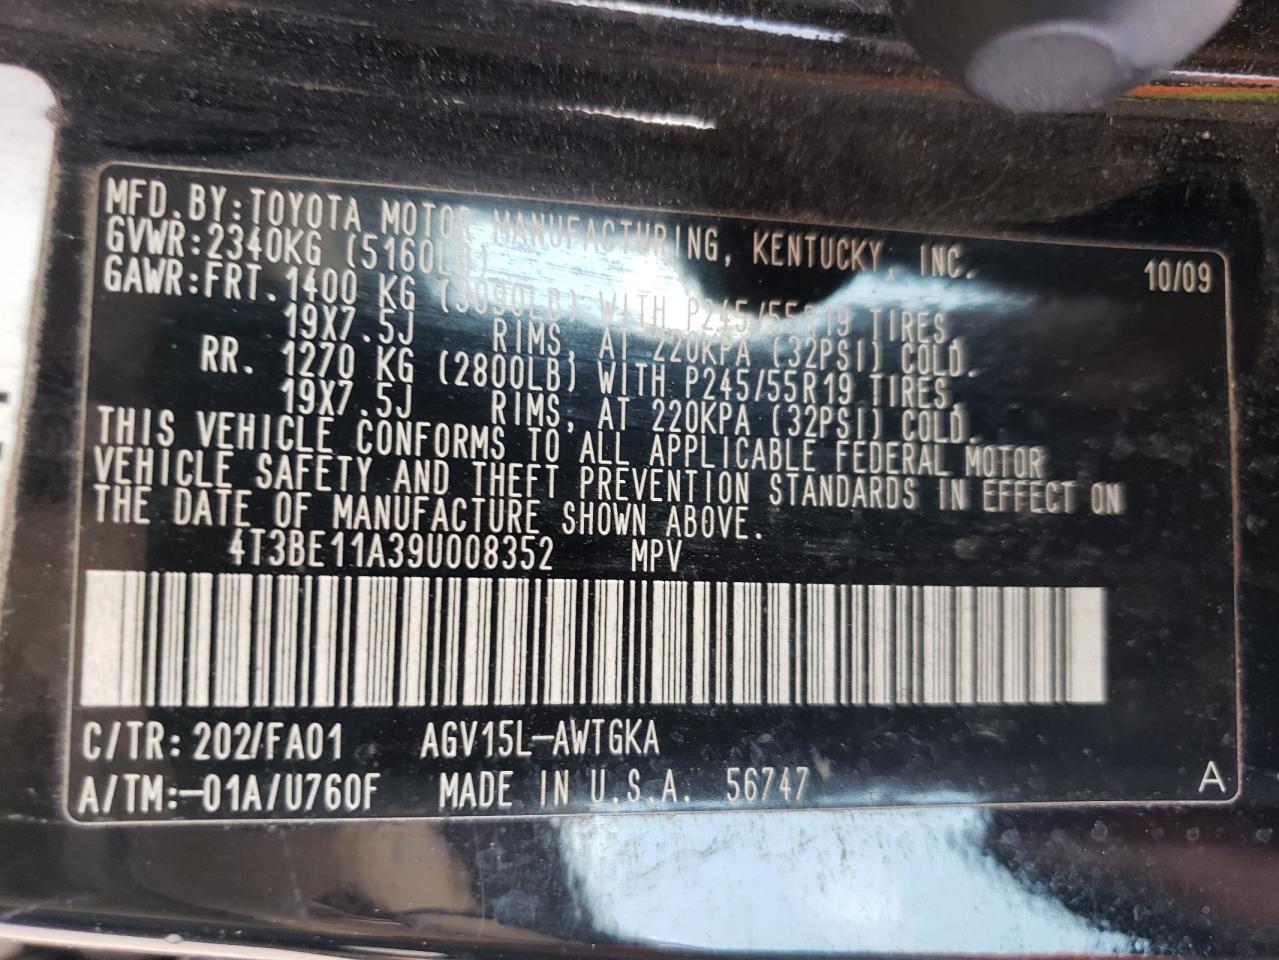 MFD.BY:TOYOTA MOTOR MANUFACTURING, KENTUCKY, INC.
GVWR:2340KG (5160LB) 10/09
GAWR:FRT.1400 KG (3090LB) WITH P245/55R19 TIRES,
19X7.5J RIMS, AT 220KPA (32PSI) COLD.
RR. 1270 KG (2800LB) WITH P245/55R19 TIRES,
19X7.5J RIMS, AT 220KPA (32PSI) COLD.
THIS VEHICLE CONFORMS TO ALL APPLICABLE FEDERAL MOTOR
VEHICLE SAFETY AND THEFT PREVENTION STANDARDS IN EFFECT ON
THE DATE OF MANUFACTURE SHOWN ABOVE.
4T3BE11A39U008352 MPV
C/TR: 202/FA01 AGV15L-AWTGKA
A/TM:-01A/U760F MADE IN U.S.A. 56747 A